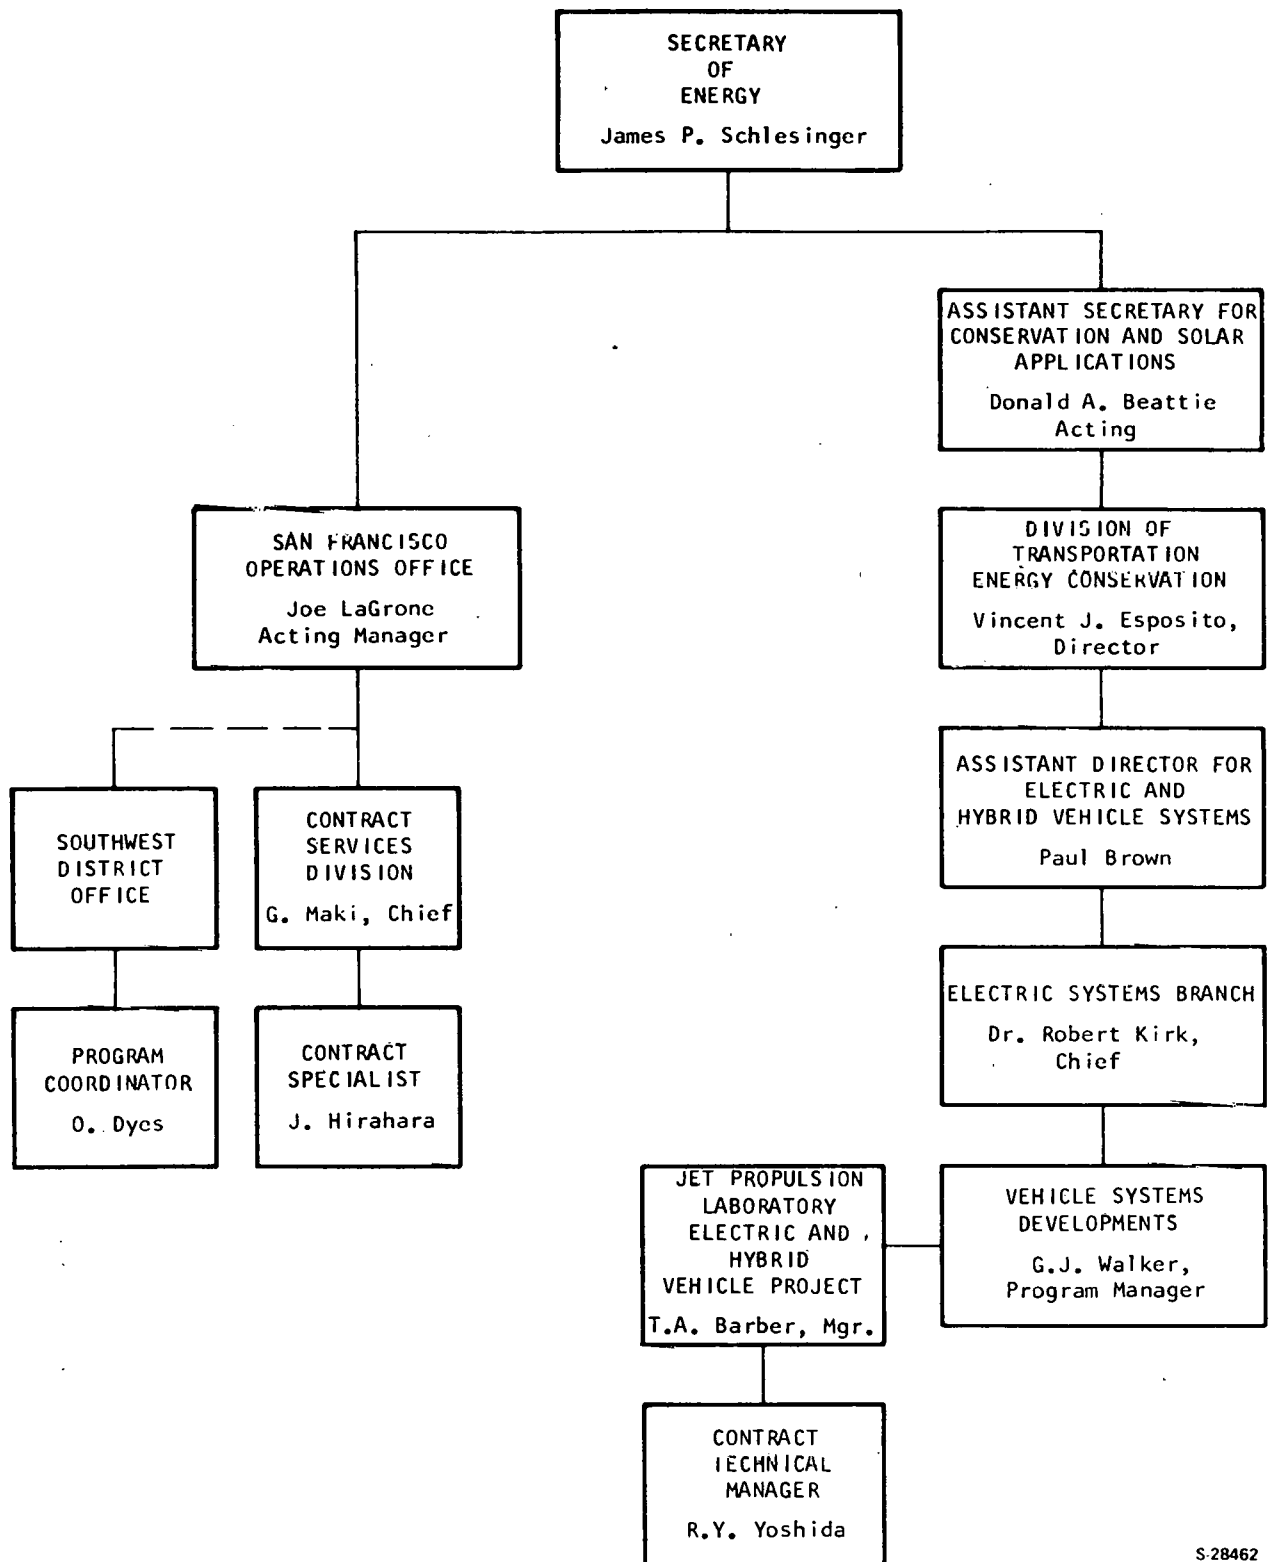 SECRETARY
OF
ENERGY
James P. Schlesinger
ASSISTANT SECRETARY FOR
CONSERVATION AND SOLAR
APPLICATIONS
Donald A. Beattie
Acting
SAN FRANCISCO
OPERATIONS OFFICE
Joe LaGrone
Acting Manager
DIVISION OF
TRANSPORTATION
ENERGY CONSERVATION
Vincent J. Esposito,
Director
ASSISTANT DIRECTOR FOR
ELECTRIC AND
HYBRID VEHICLE SYSTEMS
Paul Brown
SOUTHWEST
DISTRICT
OFFICE
CONTRACT
SERVICES
DIVISION
G. Maki, Chief
ELECTRIC SYSTEMS BRANCH
Dr. Robert Kirk,
Chief
PROGRAM
COORDINATOR
O. Dyes
CONTRACT
SPECIALIST
J. Hirahara
JET PROPULSION
LABORATORY
ELECTRIC AND
HYBRID
VEHICLE PROJECT
T.A. Barber, Mgr.
VEHICLE SYSTEMS
DEVELOPMENTS
G.J. Walker,
Program Manager
CONTRACT
TECHNICAL
MANAGER
R.Y. Yoshida
S-28462